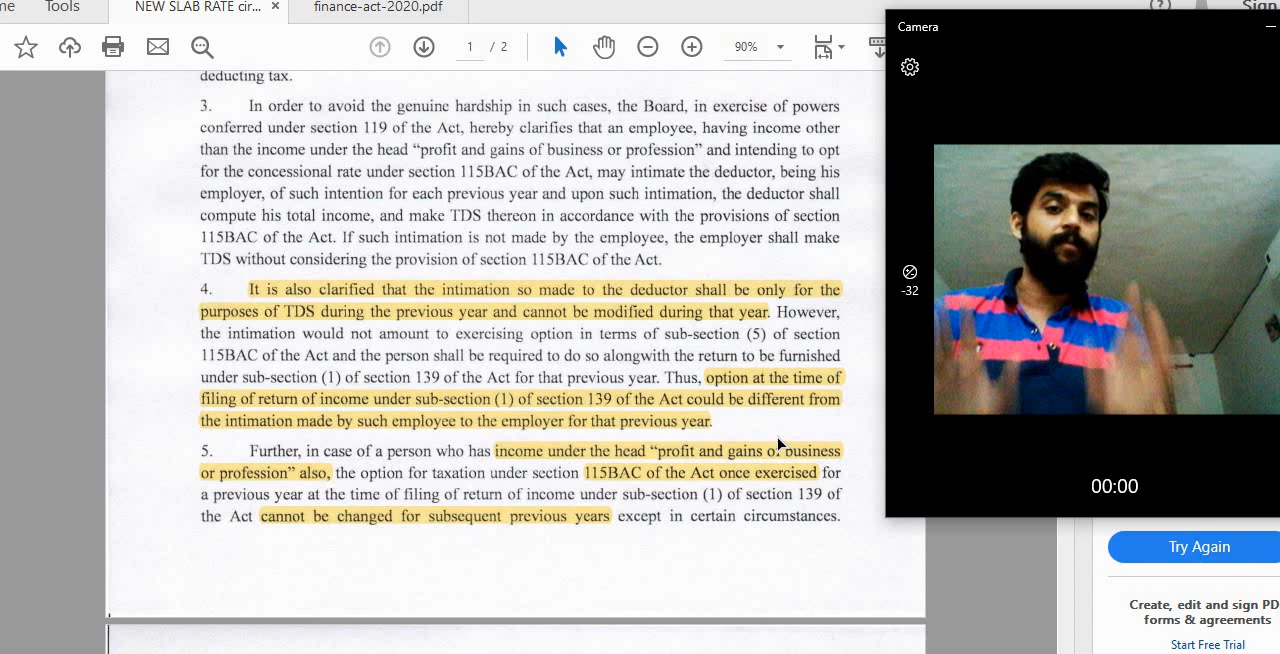 Tools
NEW SLAB RATE cir... ×
finance-act-2020.pdf
Camera
1 / 2
90%
deducting tax.
3. In order to avoid the genuine hardship in such cases, the Board, in exercise of powers
conferred under section 119 of the Act, hereby clarifies that an employee, having income other
than the income under the head “profit and gains of business or profession” and intending to opt
for the concessional rate under section 115BAC of the Act, may intimate the deductor, being his
employer, of such intention for each previous year and upon such intimation, the deductor shall
compute his total income, and make TDS thereon in accordance with the provisions of section
115BAC of the Act. If such intimation is not made by the employee, the employer shall make
TDS without considering the provision of section 115BAC of the Act.
4. It is also clarified that the intimation so made to the deductor shall be only for the
purposes of TDS during the previous year and cannot be modified during that year. However,
the intimation would not amount to exercising option in terms of sub-section (5) of section
115BAC of the Act and the person shall be required to do so alongwith the return to be furnished
under sub-section (1) of section 139 of the Act for that previous year. Thus, option at the time of
filing of return of income under sub-section (1) of section 139 of the Act could be different from
the intimation made by such employee to the employer for that previous year.
5. Further, in case of a person who has income under the head “profit and gains of business
or profession” also, the option for taxation under section 115BAC of the Act once exercised for
a previous year at the time of filing of return of income under sub-section (1) of section 139 of
the Act cannot be changed for subsequent previous years except in certain circumstances.
-32
00:00
Try Again
Create, edit and sign PD
forms & agreements
Start Free Trial